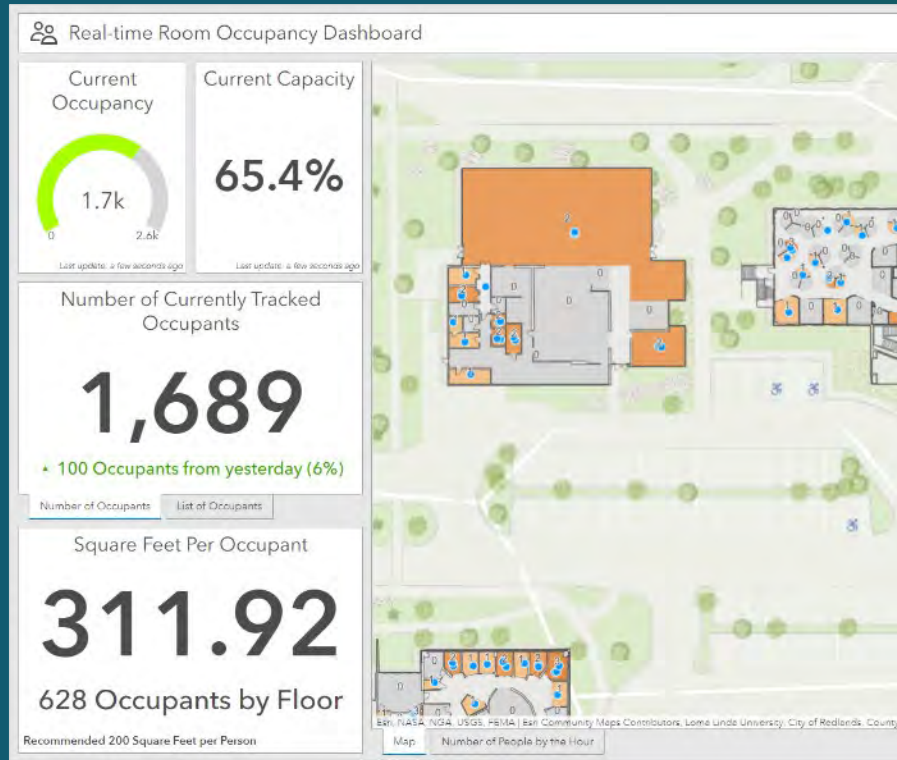 Real-time Room Occupancy Dashboard
Current
Occupancy
1.7k
0
2.6k
Last update: a few seconds ago
Current Capacity
65.4%
Last update: a few seconds ago
Number of Currently Tracked
Occupants
1,689
▲ 100 Occupants from yesterday (6%)
Number of Occupants
List of Occupants
Square Feet Per Occupant
311.92
628 Occupants by Floor
Recommended 200 Square Feet per Person
Esri, NASA, NGA, USGS, FEMA | Esri Community Maps Contributors, Loma Linda University, City of Redlands, County
Map
Number of People by the Hour